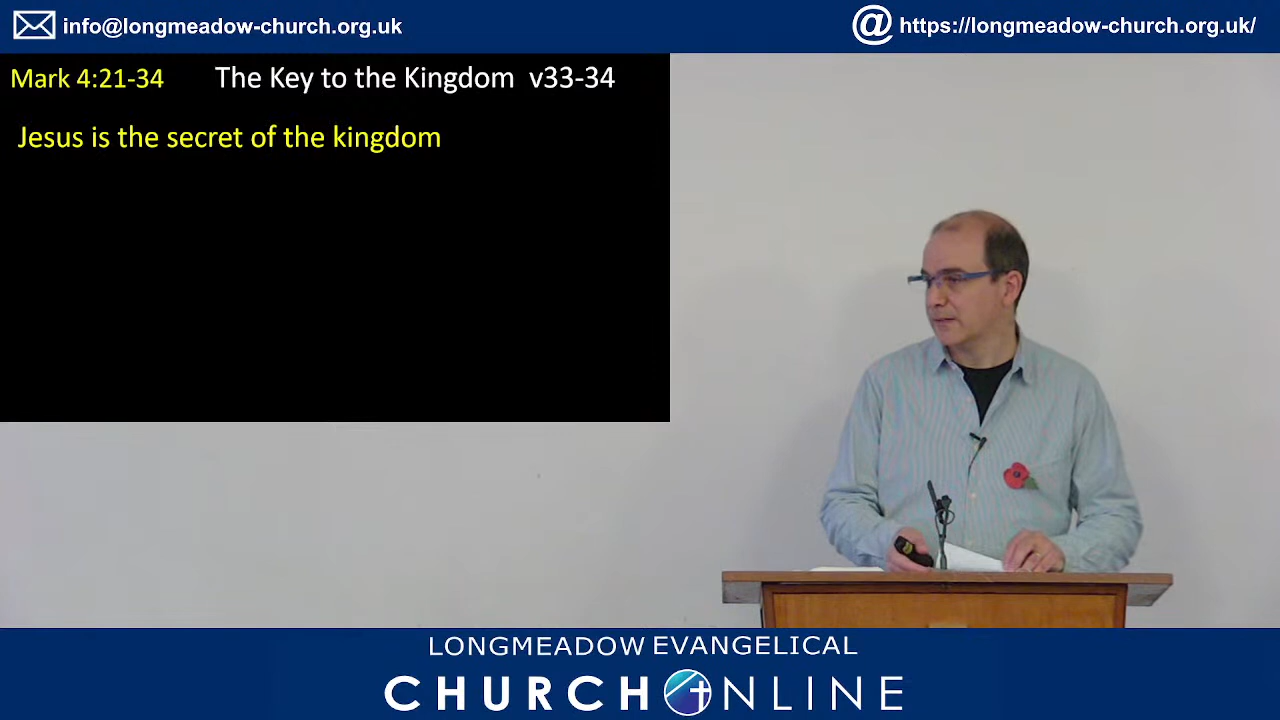 info@longmeadow-church.org.uk
https://longmeadow-church.org.uk/
Mark 4:21-34 The Key to the Kingdom v33-34
Jesus is the secret of the kingdom
LONGMEADOW EVANGELICAL
CHURCH ONLINE